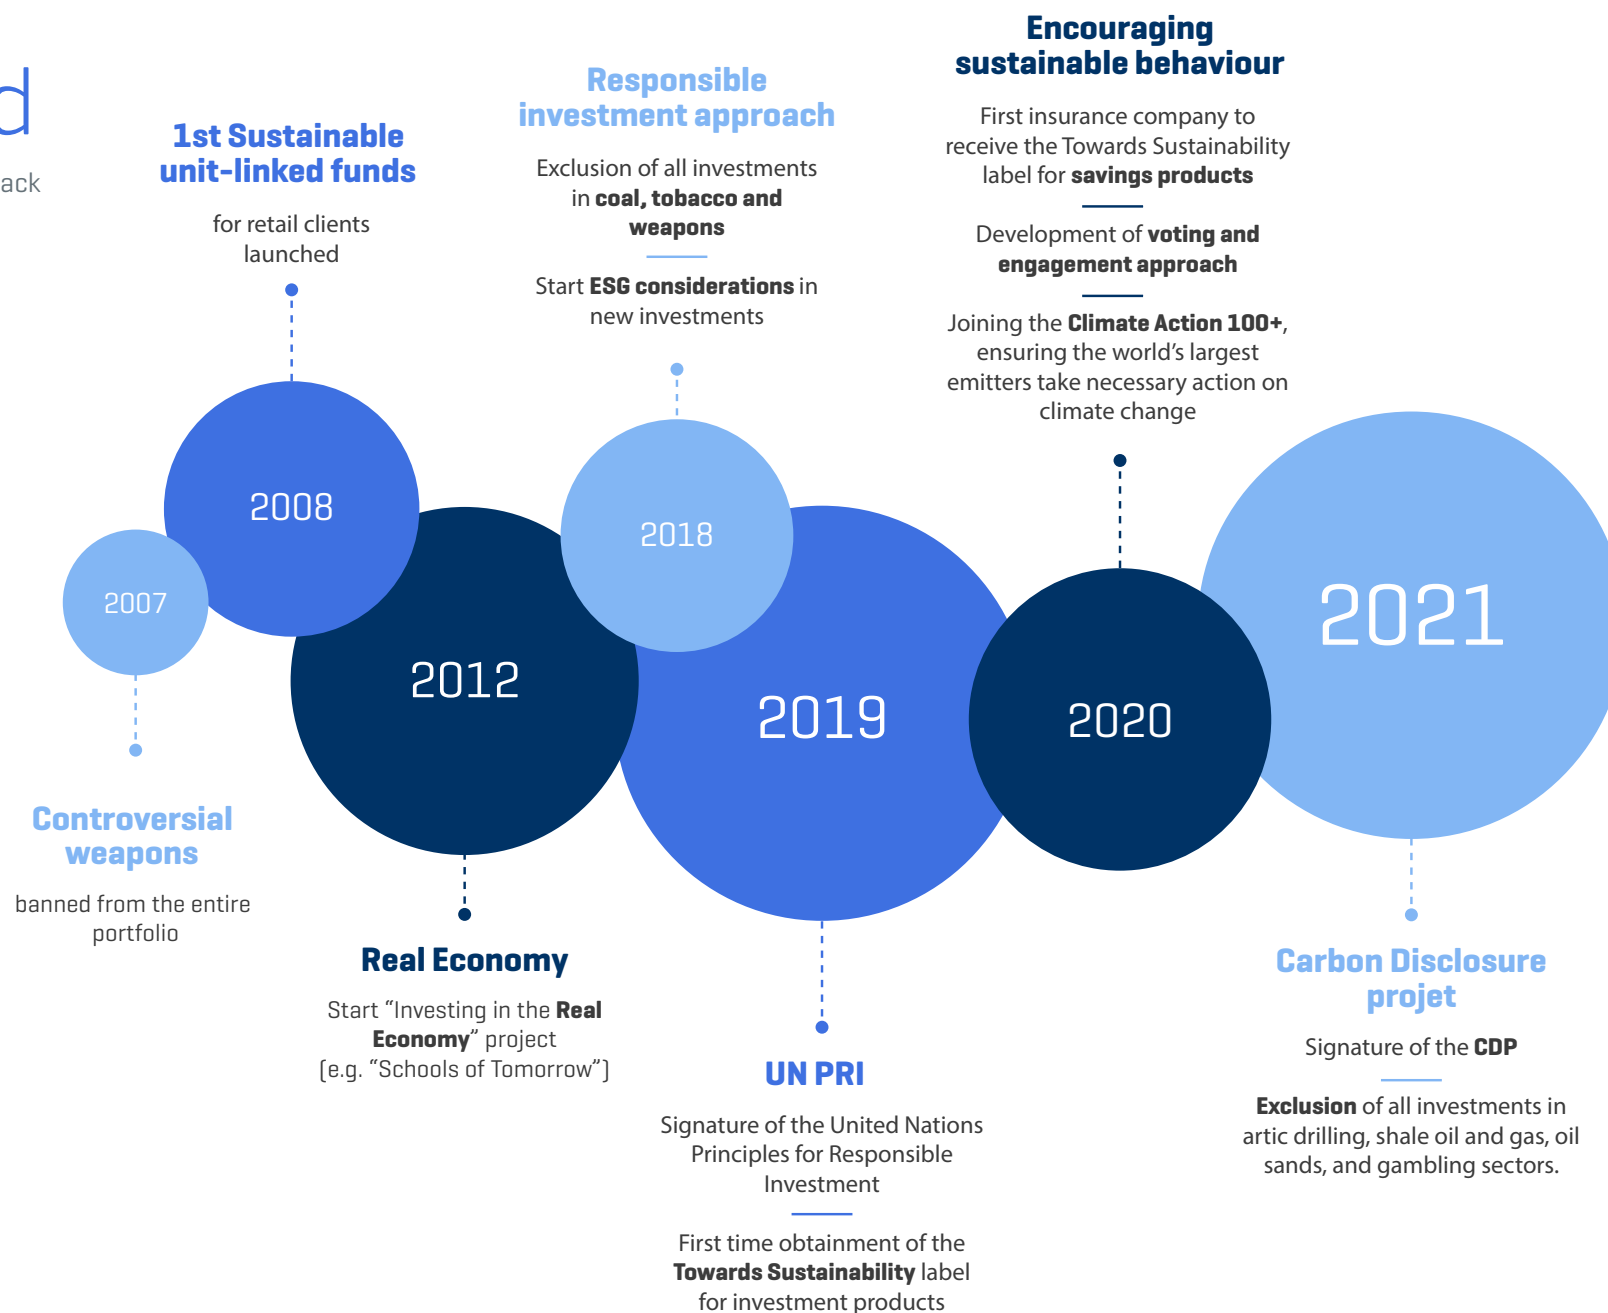 d
ack
1st Sustainable
unit-linked funds
for retail clients
launched
Responsible
investment approach
Exclusion of all investments
in coal, tobacco and
weapons
Start ESG considerations in
new investments
Encouraging
sustainable behaviour
First insurance company to
receive the Towards Sustainability
label for savings products
Development of voting and
engagement approach
Joining the Climate Action 100+,
ensuring the world's largest
emitters take necessary action on
climate change
2007
2008
2012
2018
2019
2020
2021
Controversial
weapons
banned from the entire
portfolio
Real Economy
Start “Investing in the Real
Economy” project
(e.g. “Schools of Tomorrow”)
UN PRI
Signature of the United Nations
Principles for Responsible
Investment
First time obtainment of the
Towards Sustainability label
for investment products
Carbon Disclosure
projet
Signature of the CDP
Exclusion of all investments in
artic drilling, shale oil and gas, oil
sands, and gambling sectors.